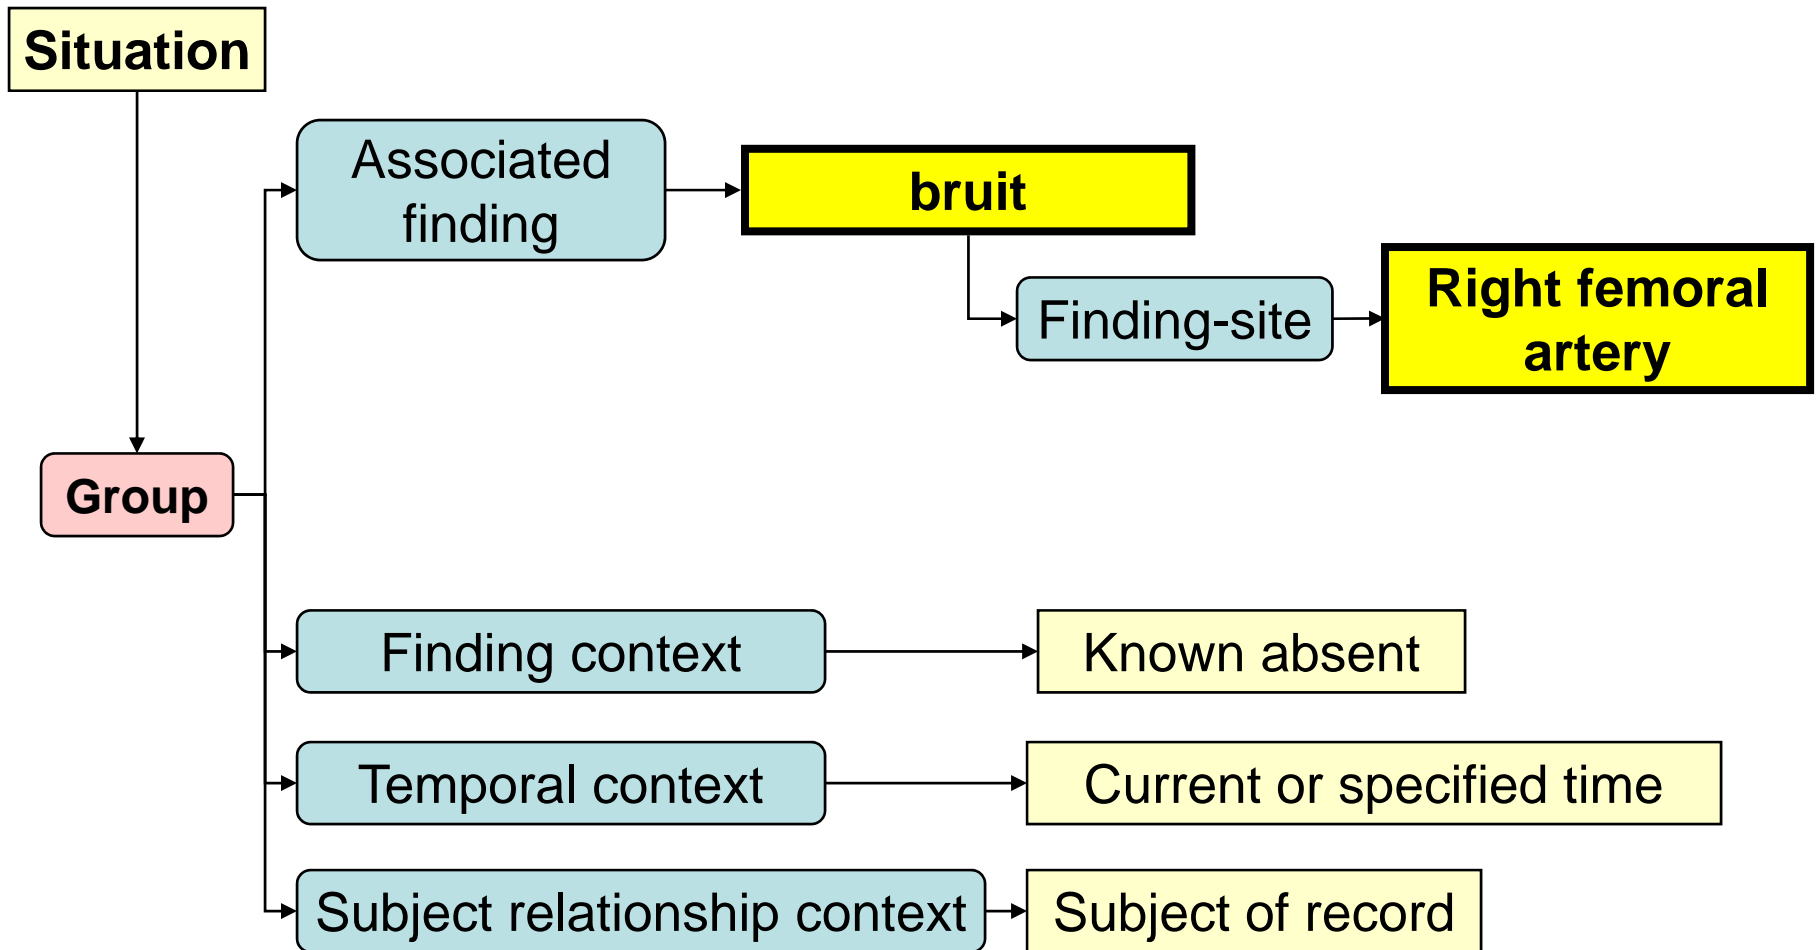 Situation
Associated
finding
bruit
Finding-site
Right femoral
artery
Group
Finding context
Known absent
Temporal context
Current or specified time
Subject relationship context
Subject of record